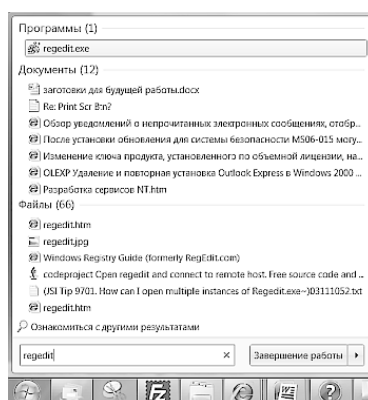 Программы (1)
regedit.exe
Документы (12)
заготовки для будущей работы.docx
Re: Print Scr Btn?
Обзор уведомлений о непрочитанных электронных сообщениях, отобр...
После установки обновления для системы безопасности MS06-015 могу...
Изменение ключа продукта, установленного по объемной лицензии, на...
OLEXP Удаление и повторная установка Outlook Express в Windows 2000 ...
Разработка сервисов NT.htm
Файлы (66)
regedit.htm
regedit.jpg
Windows Registry Guide (formerly RegEdit.com)
codeproject Open regedit and connect to remote host. Free source code and ...
(JSI Tip 9701. How can I open multiple instances of Regedit.exe~)03111052.txt
regedit.htm
Ознакомиться с другими результатами
regedit
Завершение работы